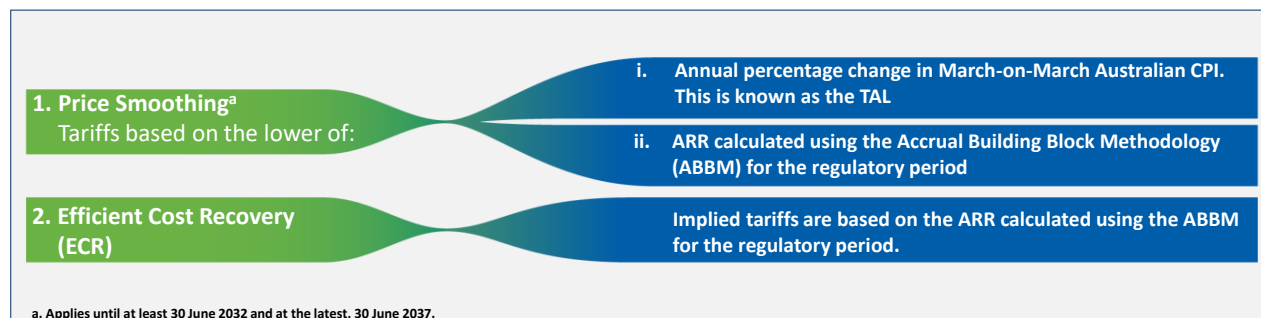 1. Price Smoothingᵃ
Tariffs based on the lower of:
i. Annual percentage change in March-on-March Australian CPI.
This is known as the TAL
ii. ARR calculated using the Accrual Building Block Methodology
(ABBM) for the regulatory period
2. Efficient Cost Recovery
(ECR)
Implied tariffs are based on the ARR calculated using the ABBM
for the regulatory period.
a. Applies until at least 30 June 2032 and at the latest, 30 June 2037.